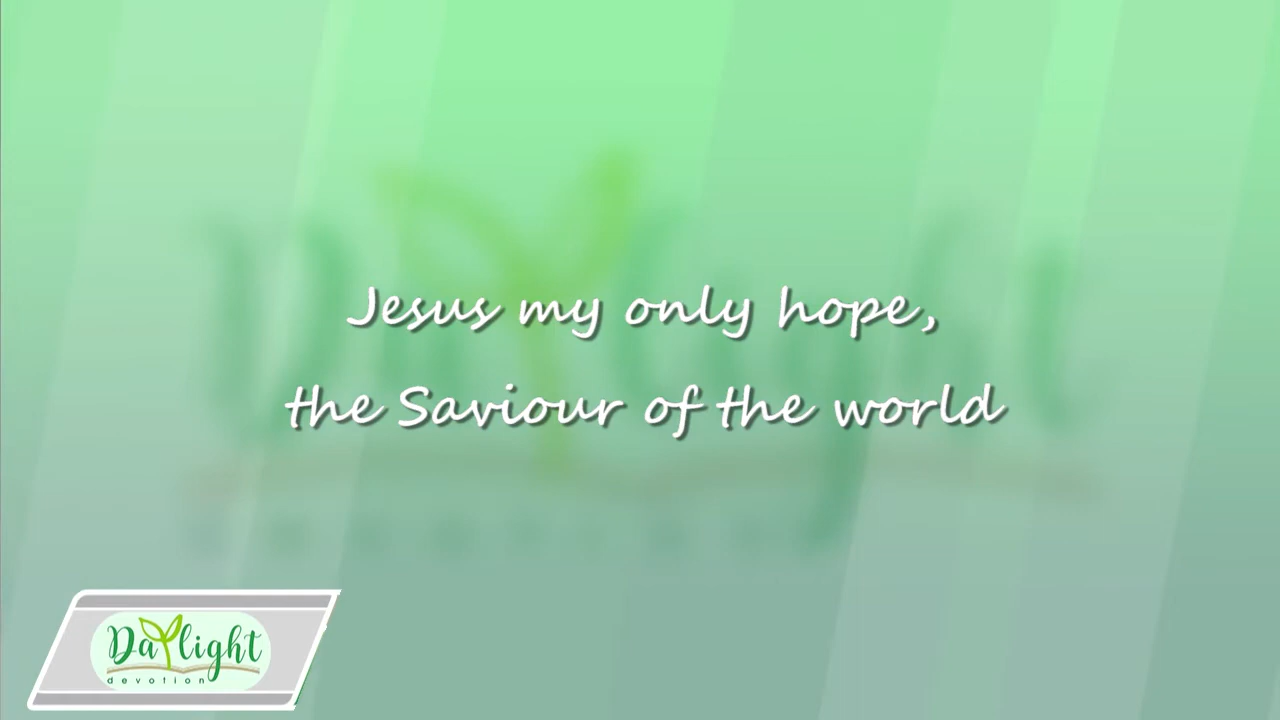 Jesus my only hope,
the Saviour of the world
Daylight
devotion